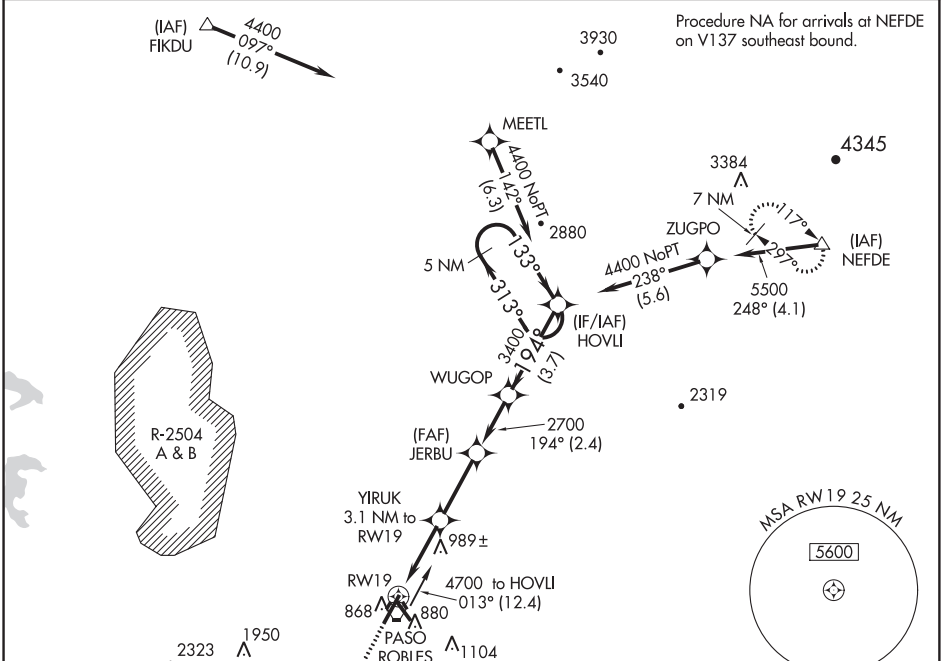 (IAF)
FIKDU
4400
097°
(10.9)
Procedure NA for arrivals at NEFDE
on V137 southeast bound.
3930
3540
MEETL
4400 NoPT
142°
(6.3)
2880
4345
3384
7 NM
117°
297°
ZUGPO
(IAF)
NEFDE
4400 NoPT
238°
(5.6)
5500
248° (4.1)
5 NM
133°
313°
(IF/IAF)
HOVLI
3400
194°
(3.7)
WUGOP
2319
2700
194° (2.4)
(FAF)
JERBU
R-2504
A & B
YIRUK
3.1 NM to
RW19
989±
MSA RW19 25 NM
5600
RW19
4700 to HOVLI
013° (12.4)
868
880
PASO
ROBLES
1104
2323
1950